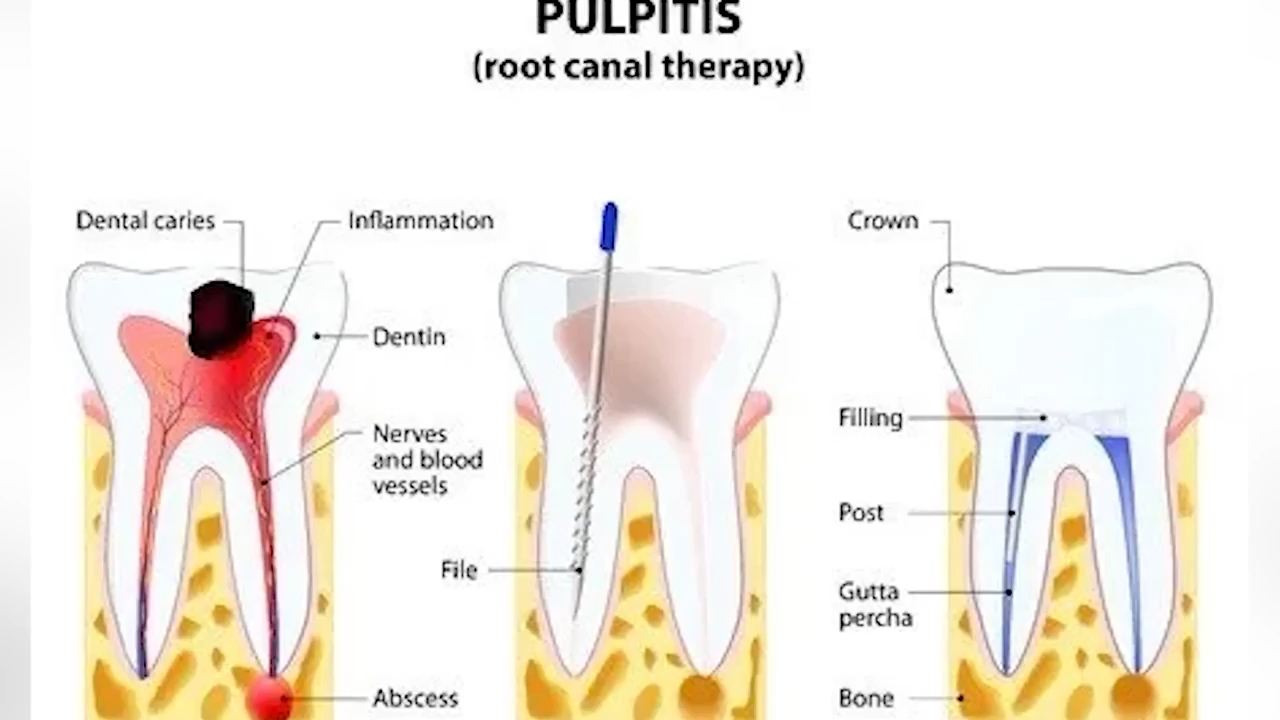 PULPITIS
(root canal therapy)
Dental caries
Inflammation
Crown
Dentin
Nerves
and blood
vessels
Filling
Post
File
Gutta
percha
Abscess
Bone